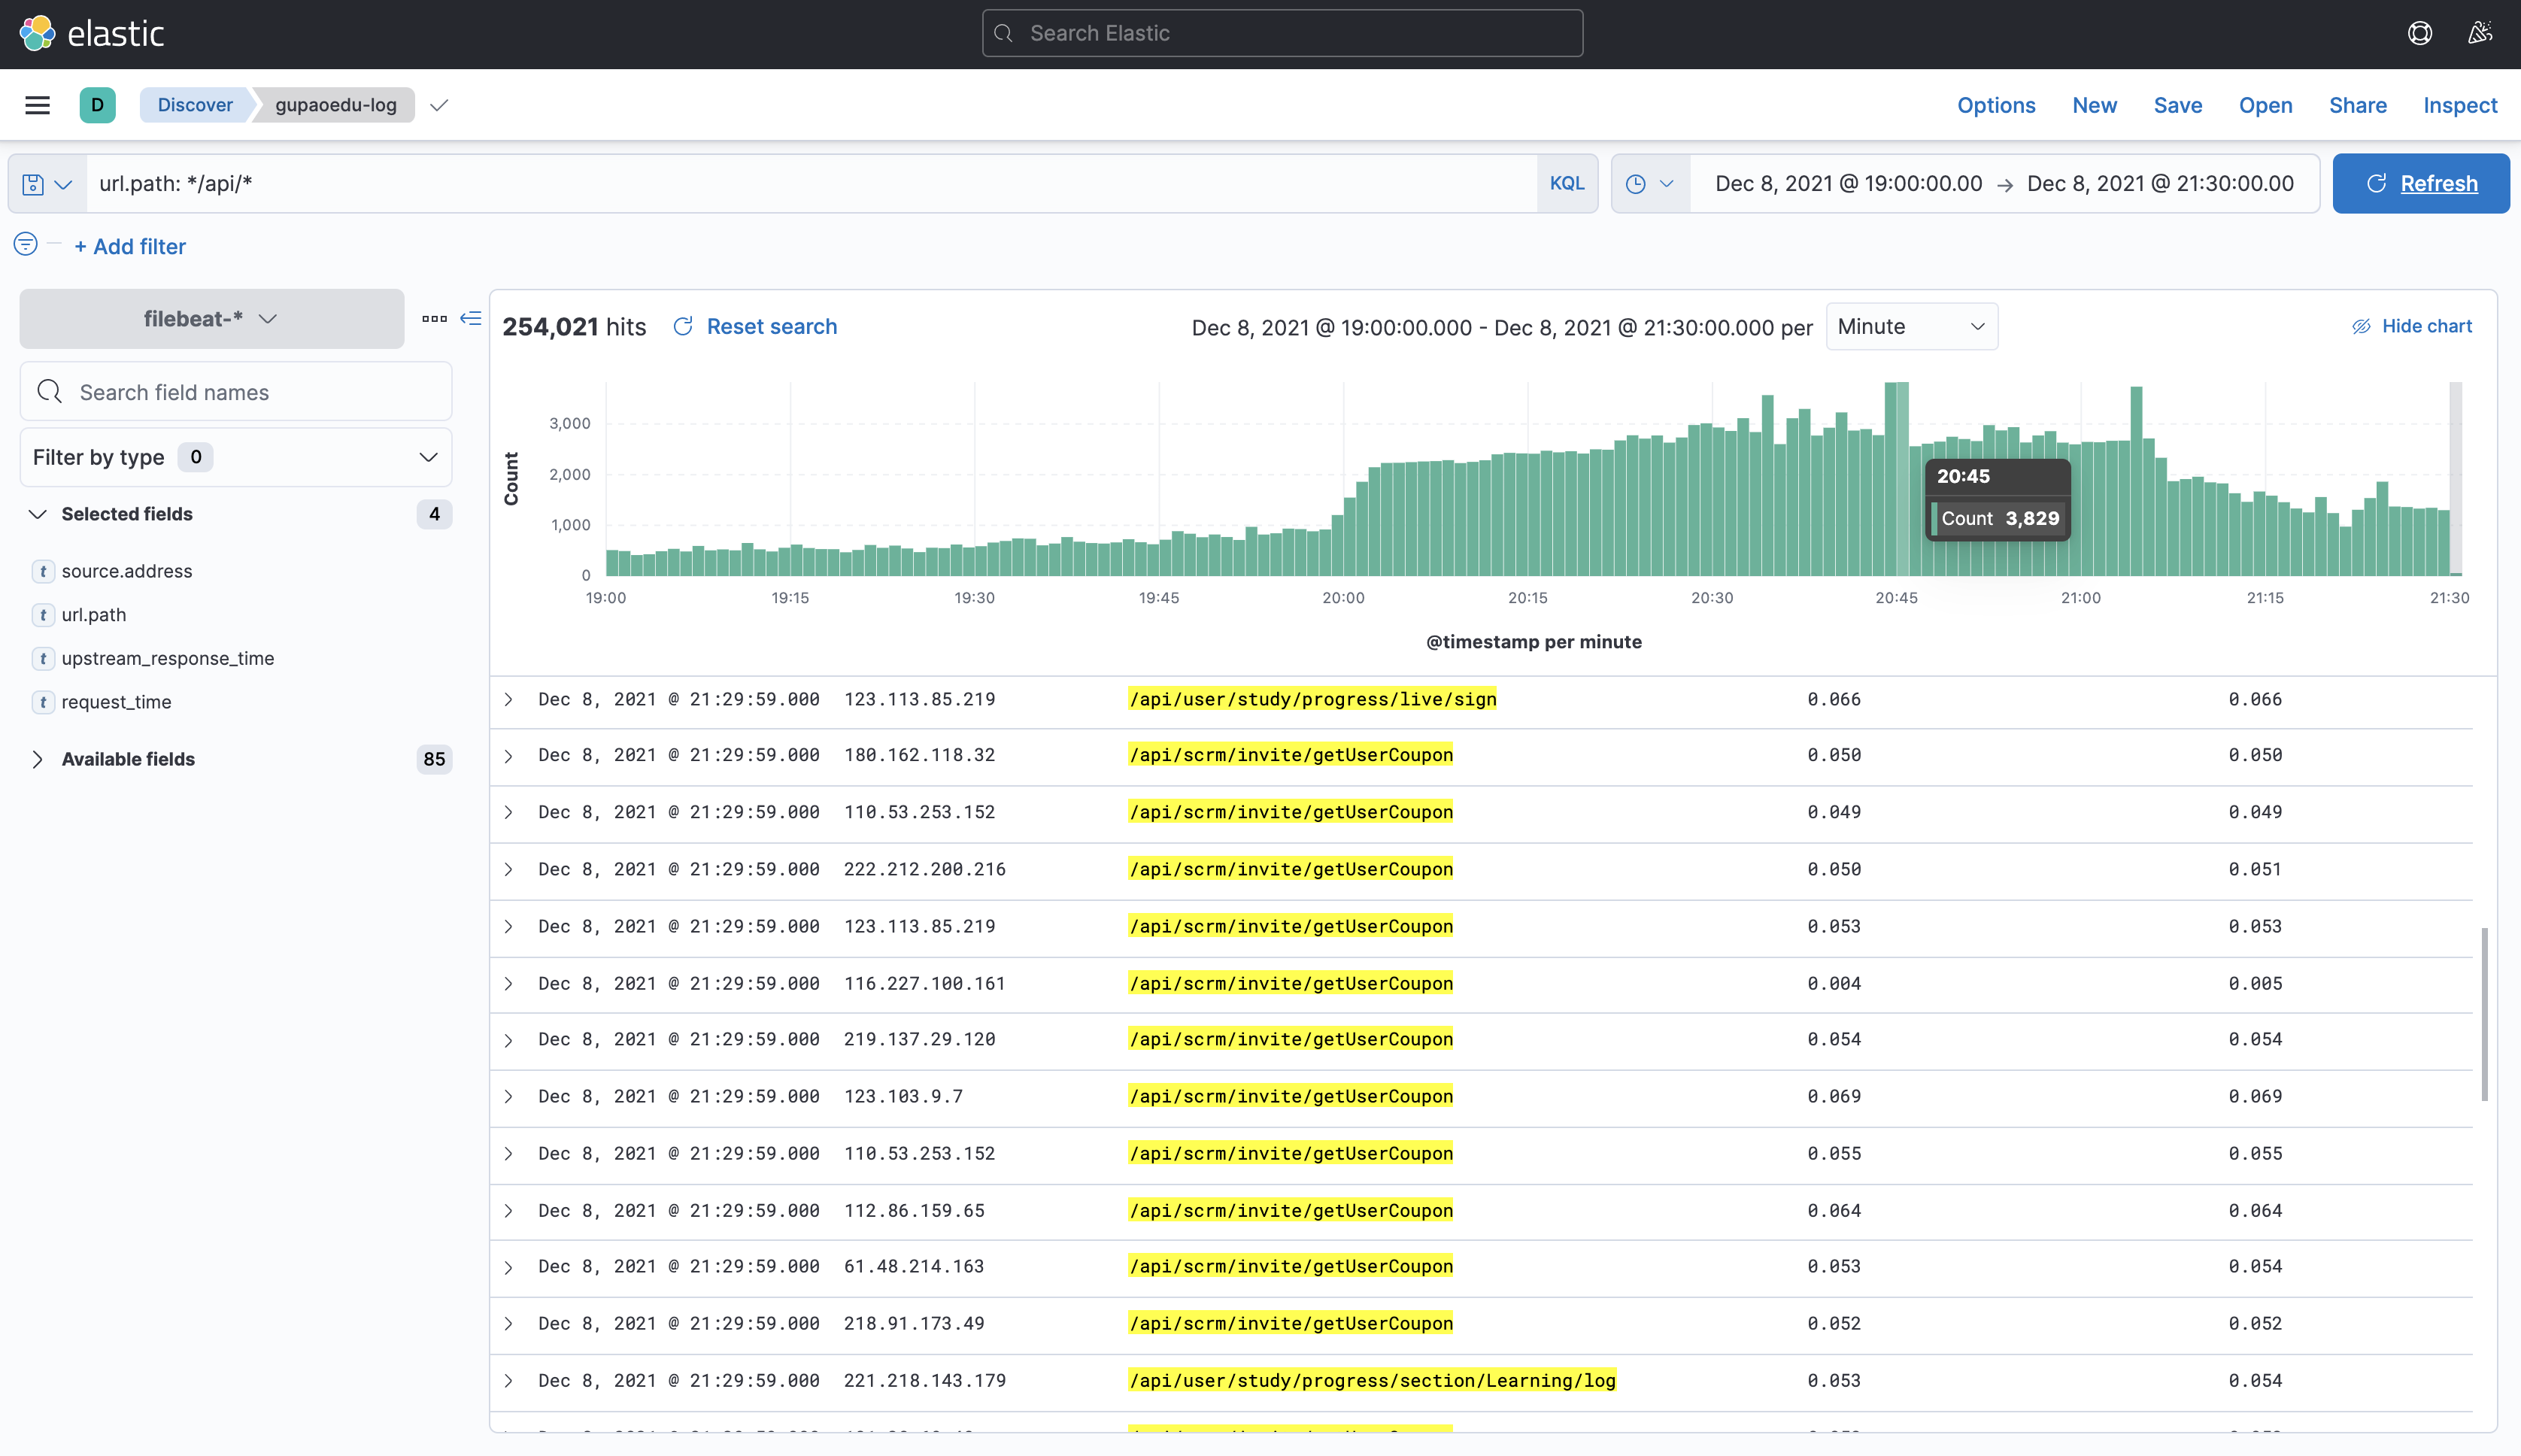 elastic
Search Elastic
D Discover gupaoedu-log Options New Save Open Share Inspect
url.path: */api/* KQL Dec 8, 2021 @ 19:00:00.00 → Dec 8, 2021 @ 21:30:00.00 Refresh
+ Add filter
filebeat-*
Search field names
Filter by type 0
Selected fields 4
t source.address
t url.path
t upstream_response_time
t request_time
Available fields 85
254,021 hits Reset search Dec 8, 2021 @ 19:00:00.000 - Dec 8, 2021 @ 21:30:00.000 per Minute Hide chart
Count
3,000
2,000
1,000
0
20:45
Count 3,829
19:00 19:15 19:30 19:45 20:00 20:15 20:30 20:45 21:00 21:15 21:30
@timestamp per minute
Dec 8, 2021 @ 21:29:59.000 123.113.85.219 /api/user/study/progress/live/sign 0.066 0.066
Dec 8, 2021 @ 21:29:59.000 180.162.118.32 /api/scrm/invite/getUserCoupon 0.050 0.050
Dec 8, 2021 @ 21:29:59.000 110.53.253.152 /api/scrm/invite/getUserCoupon 0.049 0.049
Dec 8, 2021 @ 21:29:59.000 222.212.200.216 /api/scrm/invite/getUserCoupon 0.050 0.051
Dec 8, 2021 @ 21:29:59.000 123.113.85.219 /api/scrm/invite/getUserCoupon 0.053 0.053
Dec 8, 2021 @ 21:29:59.000 116.227.100.161 /api/scrm/invite/getUserCoupon 0.004 0.005
Dec 8, 2021 @ 21:29:59.000 219.137.29.120 /api/scrm/invite/getUserCoupon 0.054 0.054
Dec 8, 2021 @ 21:29:59.000 123.103.9.7 /api/scrm/invite/getUserCoupon 0.069 0.069
Dec 8, 2021 @ 21:29:59.000 110.53.253.152 /api/scrm/invite/getUserCoupon 0.055 0.055
Dec 8, 2021 @ 21:29:59.000 112.86.159.65 /api/scrm/invite/getUserCoupon 0.064 0.064
Dec 8, 2021 @ 21:29:59.000 61.48.214.163 /api/scrm/invite/getUserCoupon 0.053 0.054
Dec 8, 2021 @ 21:29:59.000 218.91.173.49 /api/scrm/invite/getUserCoupon 0.052 0.052
Dec 8, 2021 @ 21:29:59.000 221.218.143.179 /api/user/study/progress/section/Learning/log 0.053 0.054